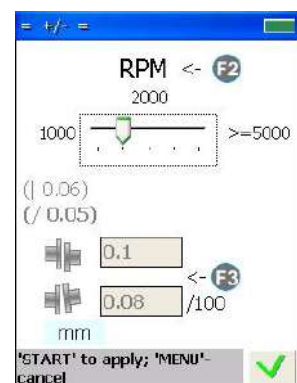 = +/- =
RPM <- F2
2000
1000 >=5000
(| 0.06)
(/ 0.05)
0.1
<- F3
0.08 /100
mm
'START' to apply; 'MENU'-
cancel